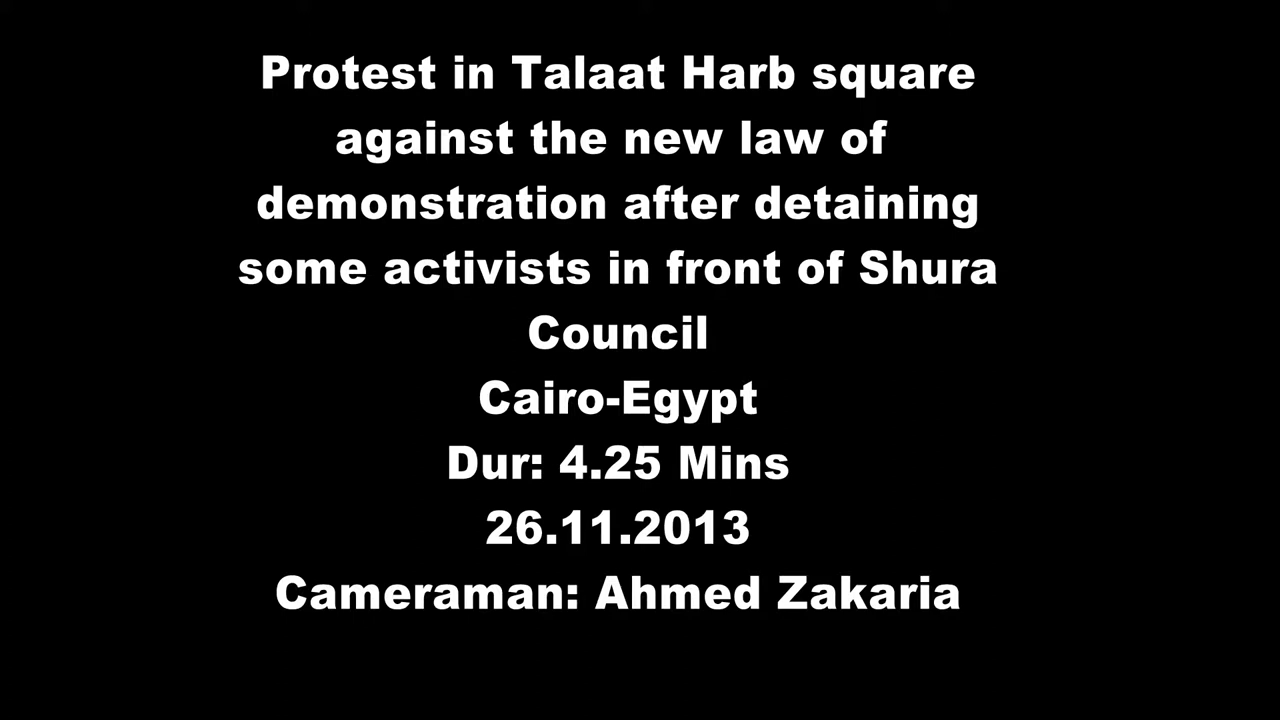 Protest in Talaat Harb square
against the new law of
demonstration after detaining
some activists in front of Shura
Council
Cairo-Egypt
Dur: 4.25 Mins
26.11.2013
Cameraman: Ahmed Zakaria